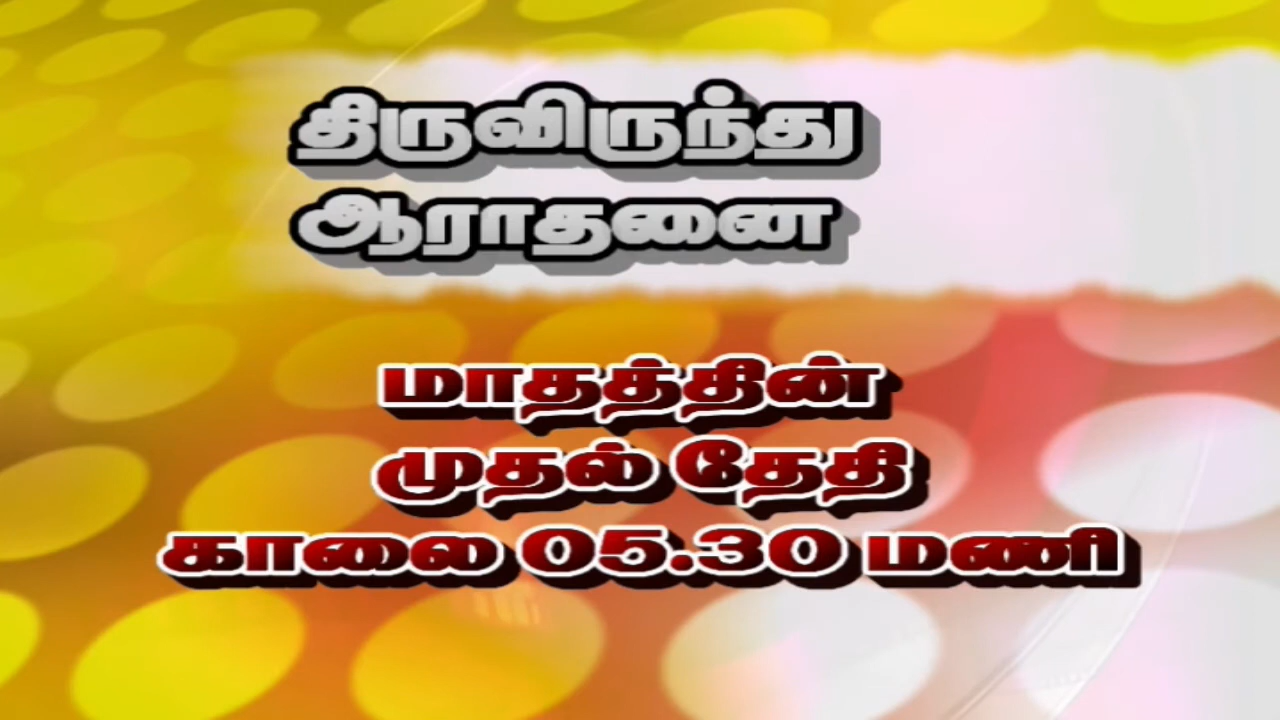 திருவிருந்து
ஆராதனை
மாதத்தின்
முதல் தேதி
காலை 05.30 மணி